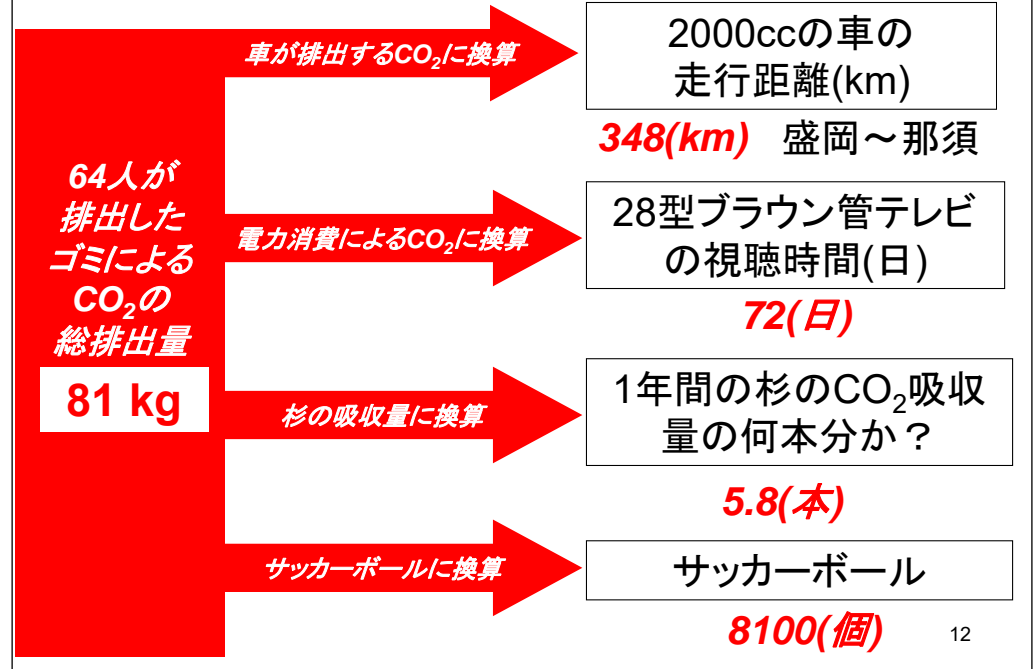 64人が
排出した
ゴミによる
CO₂の
総排出量
81 kg
車が排出するCO₂に換算
2000ccの車の
走行距離(km)
348(km) 盛岡～那須
電力消費によるCO₂に換算
28型ブラウン管テレビ
の視聴時間(日)
72(日)
杉の吸収量に換算
1年間の杉のCO₂吸収
量の何本分か？
5.8(本)
サッカーボールに換算
サッカーボール
8100(個)
12